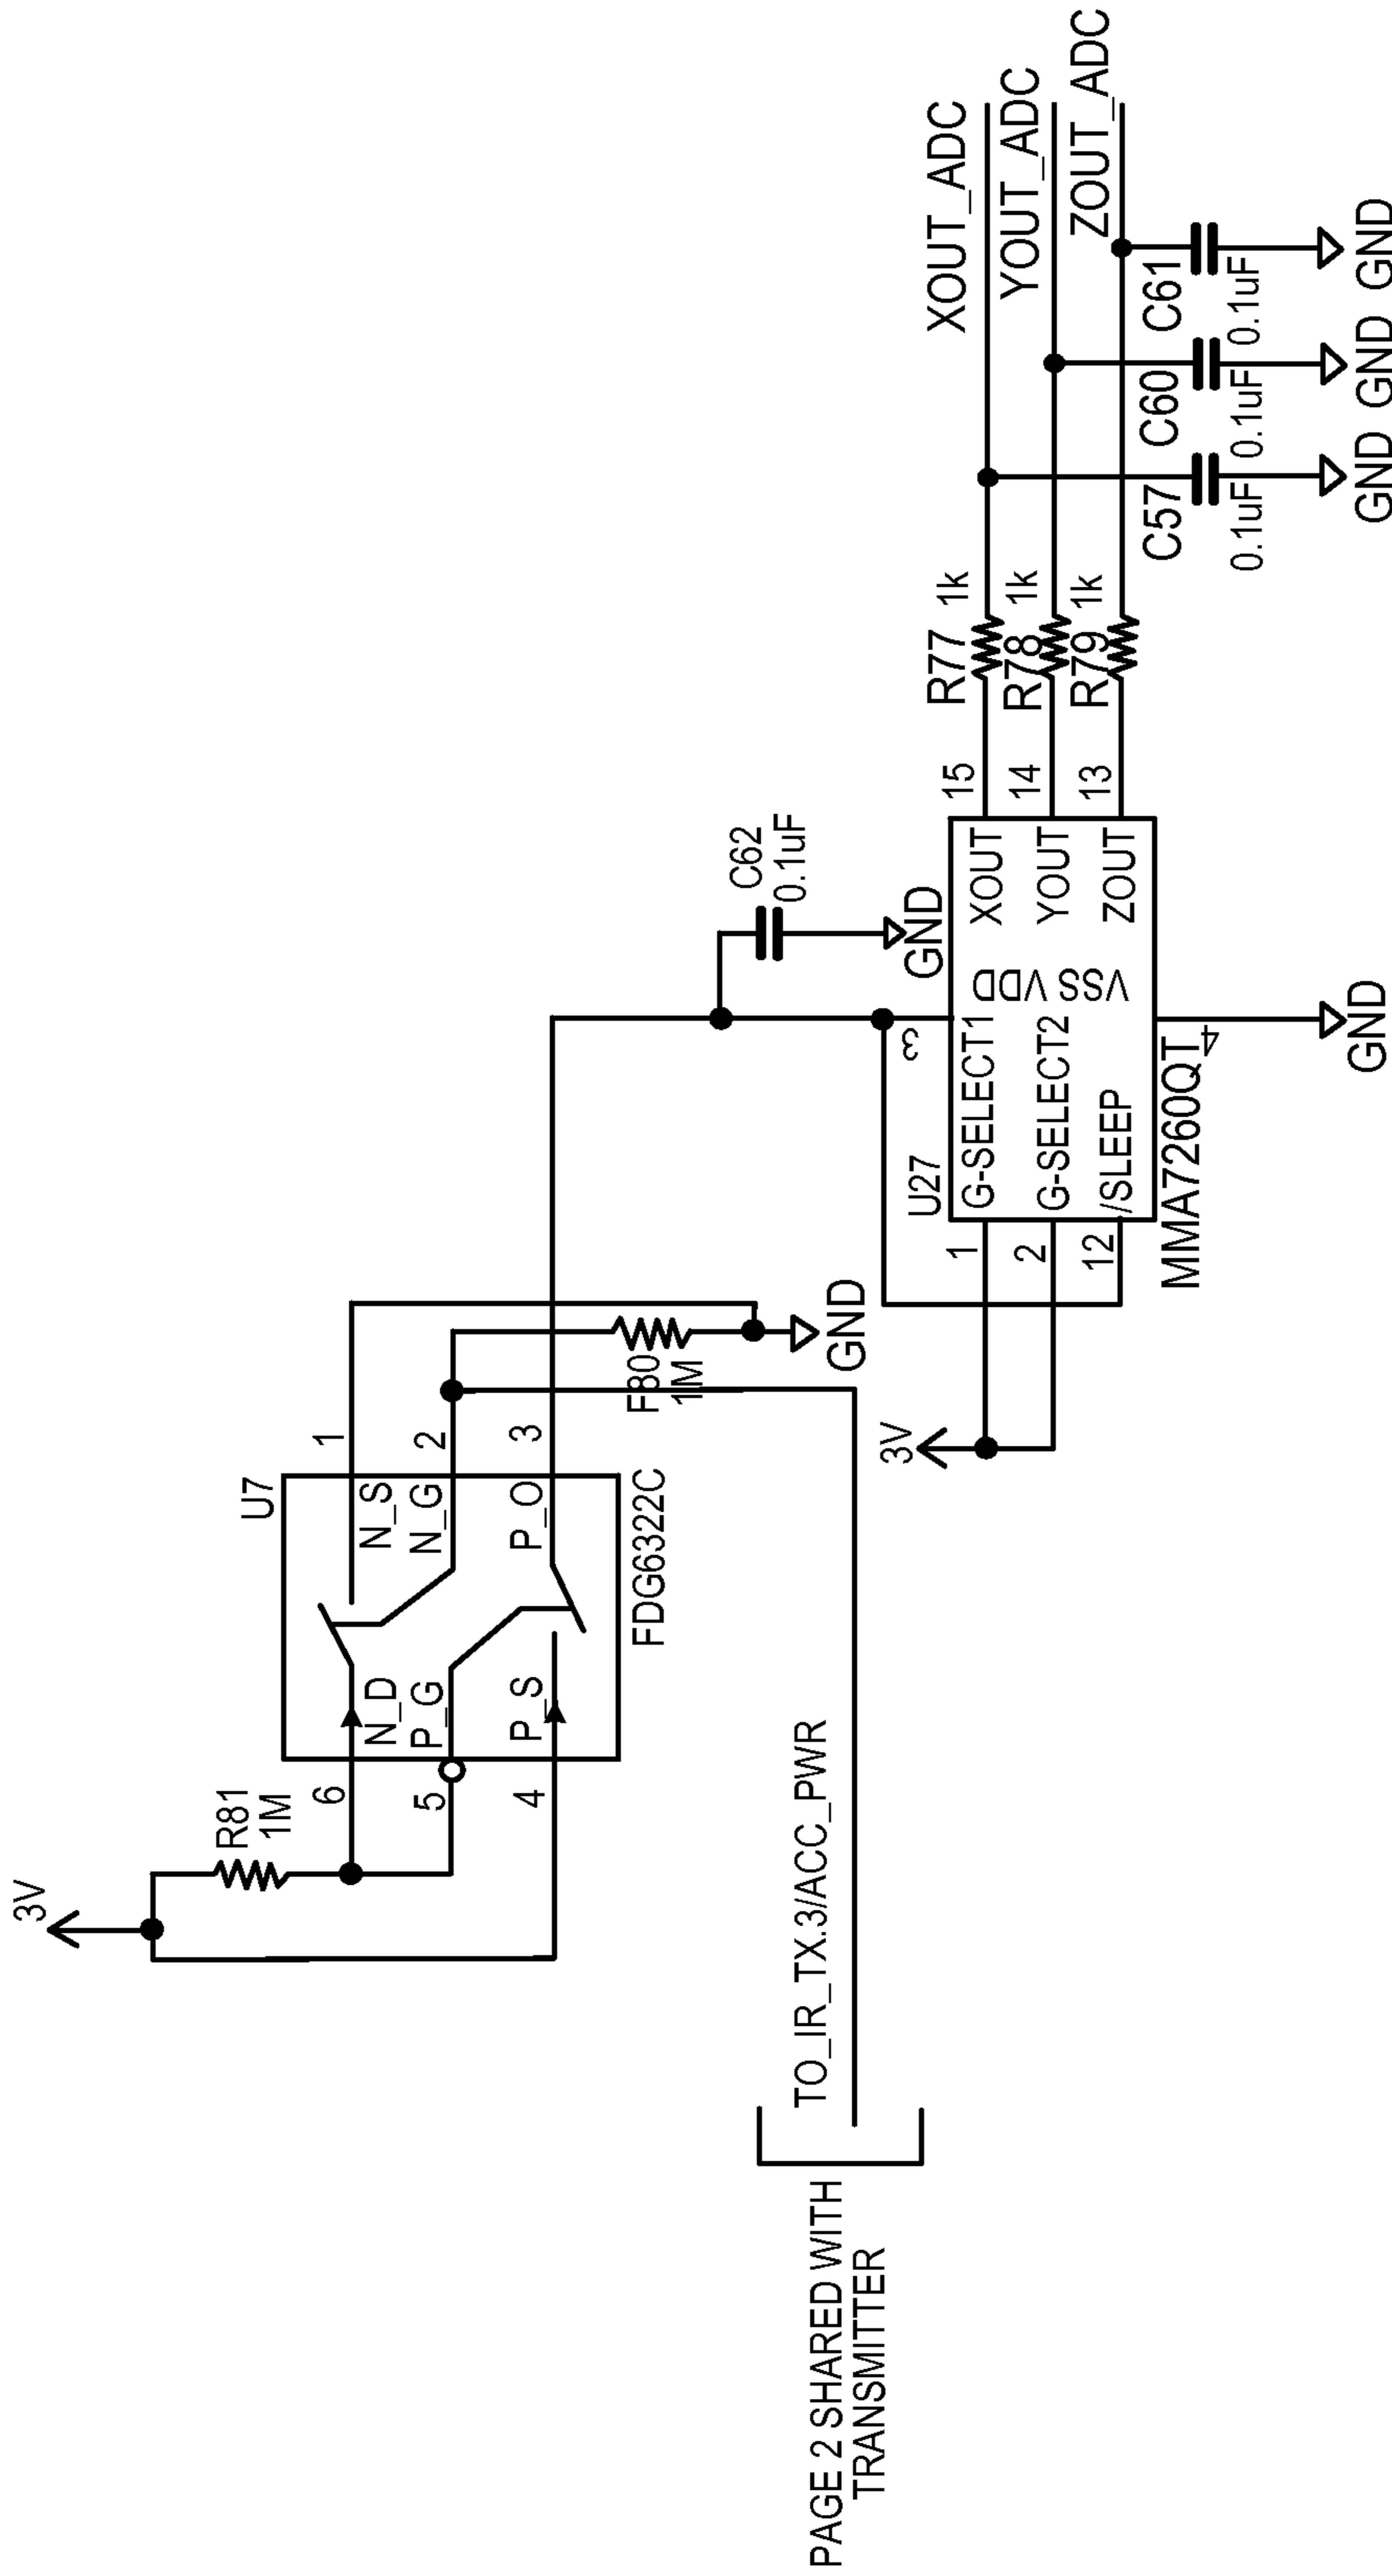 3V
R81
1M
6
5
4
U7
N_D
P_G
P_S
N_S
N_G
P_O
FDG6322C
1
2
3
F80
1M
GND
PAGE 2 SHARED WITH
TRANSMITTER
TO_IR_TX.3/ACC_PWR
3V
1
2
12
U27
G-SELECT1
G-SELECT2
/SLEEP
MMA7260QT
3
VSS VDD
4
GND
C62
0.1uF
GND
XOUT
YOUT
ZOUT
15
14
13
R77
1k
R78
1k
R79
1k
C57
0.1uF
GND
C60
0.1uF
GND
C61
0.1uF
GND
XOUT_ADC
YOUT_ADC
ZOUT_ADC